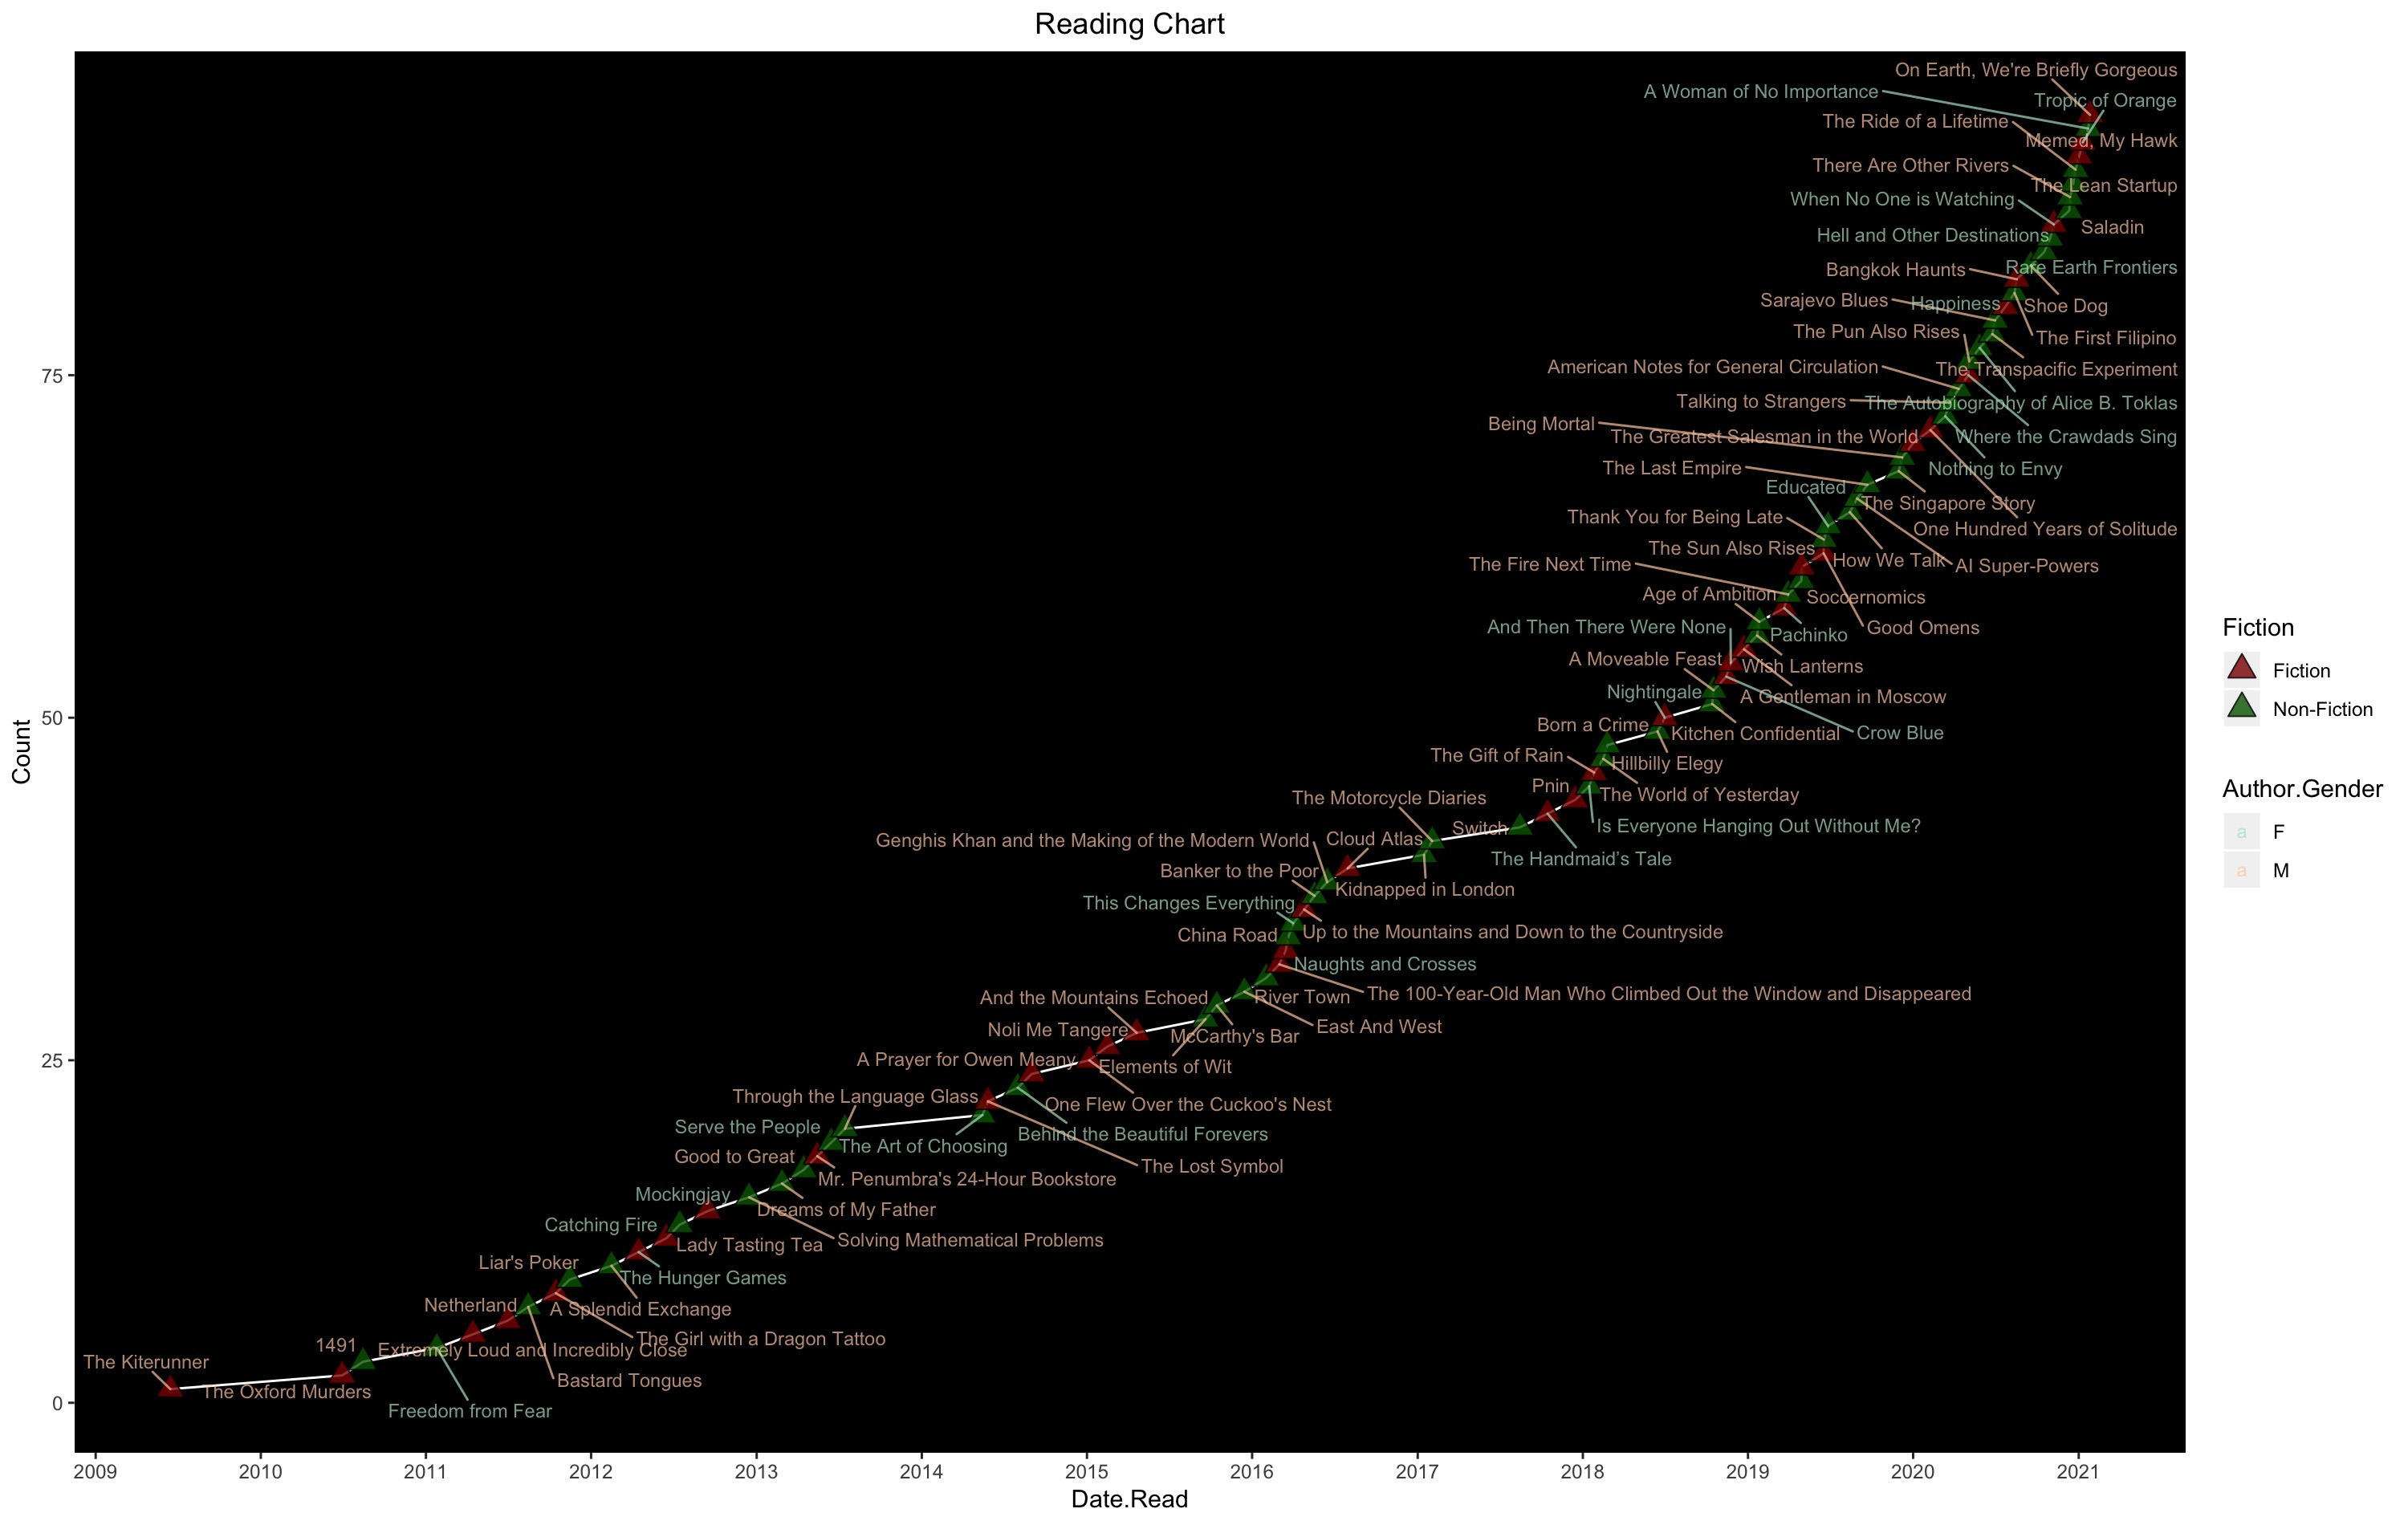 Reading Chart
On Earth, We're Briefly Gorgeous
A Woman of No Importance
Tropic of Orange
The Ride of a Lifetime
Memed, My Hawk
There Are Other Rivers
The Lean Startup
When No One is Watching
Saladin
Hell and Other Destinations
Rare Earth Frontiers
Bangkok Haunts
Sarajevo Blues
Happiness
Shoe Dog
The Pun Also Rises
The First Filipino
American Notes for General Circulation
The Transpacific Experiment
Talking to Strangers
The Autobiography of Alice B. Toklas
Being Mortal
The Greatest Salesman in the World
Where the Crawdads Sing
The Last Empire
Nothing to Envy
Educated
The Singapore Story
Thank You for Being Late
One Hundred Years of Solitude
The Sun Also Rises
How We Talk
AI Super-Powers
The Fire Next Time
Age of Ambition
Soccernomics
And Then There Were None
Pachinko
Good Omens
A Moveable Feast
Wish Lanterns
Nightingale
A Gentleman in Moscow
Born a Crime
Kitchen Confidential
Crow Blue
The Gift of Rain
Hillbilly Elegy
Pnin
The World of Yesterday
The Motorcycle Diaries
Switch
Is Everyone Hanging Out Without Me?
Genghis Khan and the Making of the Modern World
Cloud Atlas
The Handmaid's Tale
Banker to the Poor
Kidnapped in London
This Changes Everything
China Road
Up to the Mountains and Down to the Countryside
Naughts and Crosses
And the Mountains Echoed
River Town
The 100-Year-Old Man Who Climbed Out the Window and Disappeared
Noli Me Tangere
McCarthy's Bar
East And West
A Prayer for Owen Meany
Elements of Wit
Through the Language Glass
One Flew Over the Cuckoo's Nest
Serve the People
The Art of Choosing
Behind the Beautiful Forevers
Good to Great
The Lost Symbol
Mr. Penumbra's 24-Hour Bookstore
Mockingjay
Dreams of My Father
Catching Fire
Lady Tasting Tea
Solving Mathematical Problems
Liar's Poker
The Hunger Games
Netherland
A Splendid Exchange
The Girl with a Dragon Tattoo
1491
Extremely Loud and Incredibly Close
The Kiterunner
Bastard Tongues
The Oxford Murders
Freedom from Fear
75
50
25
0
Count
2009 2010 2011 2012 2013 2014 2015 2016 2017 2018 2019 2020 2021
Date.Read
Fiction
Fiction
Non-Fiction
Author.Gender
a F
a M